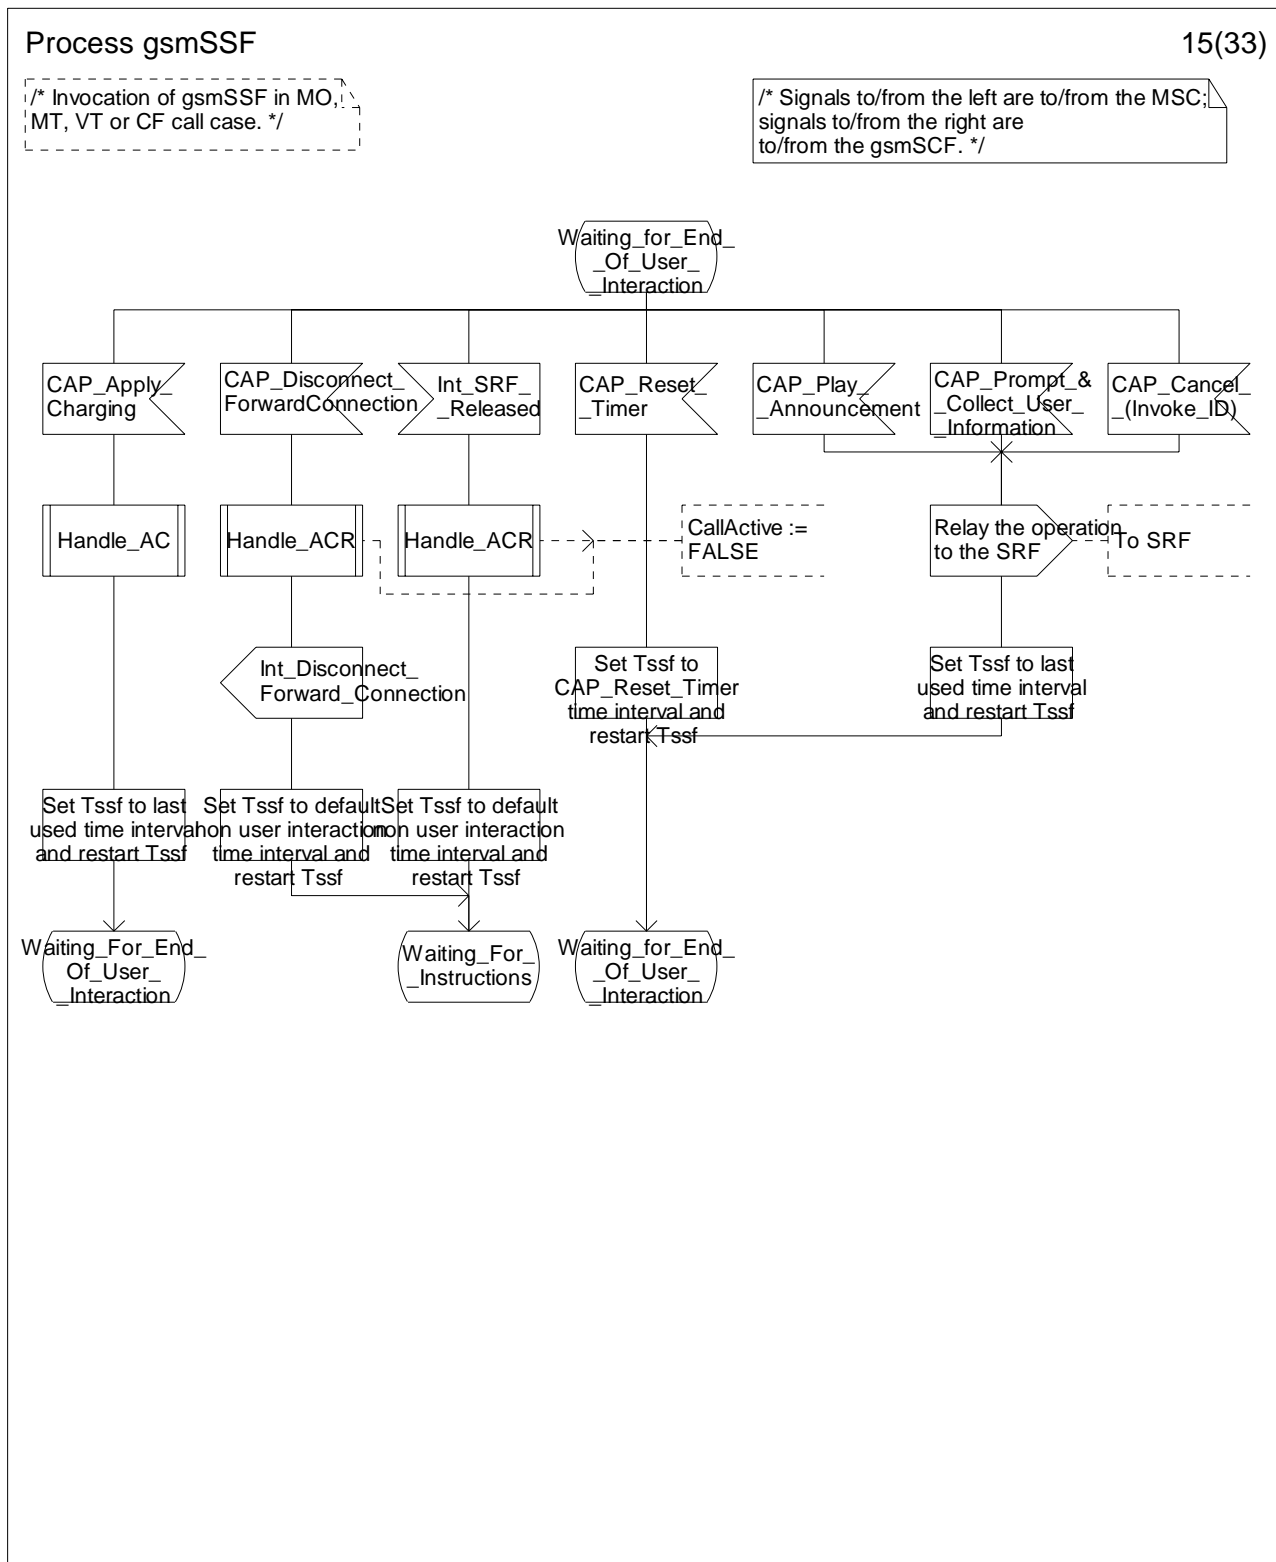 Process gsmSSF
15(33)
/* Invocation of gsmSSF in MO,
MT, VT or CF call case. */
/* Signals to/from the left are to/from the MSC;
signals to/from the right are
to/from the gsmSCF. */
Waiting_for_End_
_Of_User_
_Interaction
CAP_Apply_
Charging
CAP_Disconnect_
ForwardConnection
Int_SRF_
_Released
CAP_Reset_
_Timer
CAP_Play_
_Announcement
CAP_Prompt_&
_Collect_User_
_Information
CAP_Cancel_
_(Invoke_ID)
Handle_AC
Handle_ACR
Handle_ACR
CallActive :=
FALSE
Relay the operation
to the SRF
To SRF
Int_Disconnect_
Forward_Connection
Set Tssf to
CAP_Reset_Timer
time interval and
restart Tssf
Set Tssf to last
used time interval
and restart Tssf
Set Tssf to last
used time interval
and restart Tssf
Set Tssf to default
non user interaction
time interval and
restart Tssf
Set Tssf to default
non user interaction
time interval and
restart Tssf
Waiting_For_End_
Of_User_
_Interaction
Waiting_For_
_Instructions
Waiting_for_End_
_Of_User_
_Interaction